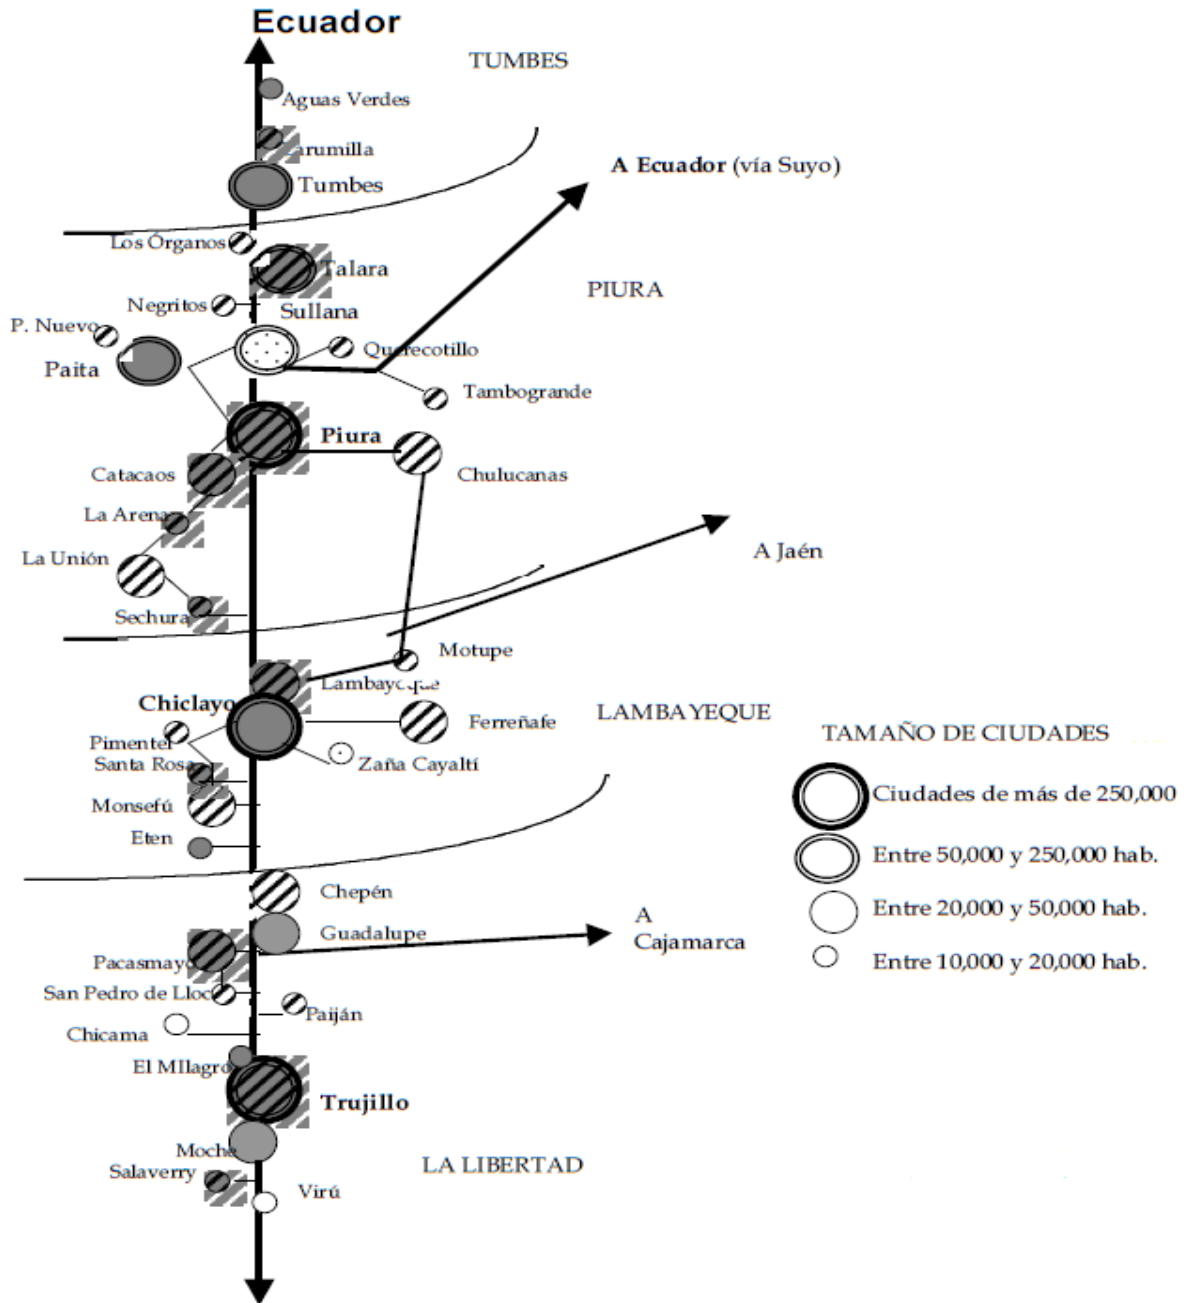 Ecuador
TUMBES
Aguas Verdes
arumilla
A Ecuador (vía Suyo)
Tumbes
Los Órganos
Talara
PIURA
Negritos
Sullana
P. Nuevo
Querecotillo
Paita
Tambogrande
Piura
Catacaos
Chulucanas
La Arena
A Jaén
La Unión
Sechura
Motupe
Lambayeque
Chiclayo
LAMBAYEQUE
Ferreñafe
TAMAÑO DE CIUDADES
Pimentel
Santa Rosa
Zaña Cayaltí
Ciudades de más de 250,000
Monsefú
Eten
Entre 50,000 y 250,000 hab.
Chepén
Entre 20,000 y 50,000 hab.
Guadalupe
A
Cajamarca
Pacasmayo
Entre 10,000 y 20,000 hab.
San Pedro de Lloc
Paiján
Chicama
El MIlagro
Trujillo
Moche
LA LIBERTAD
Salaverry
Virú